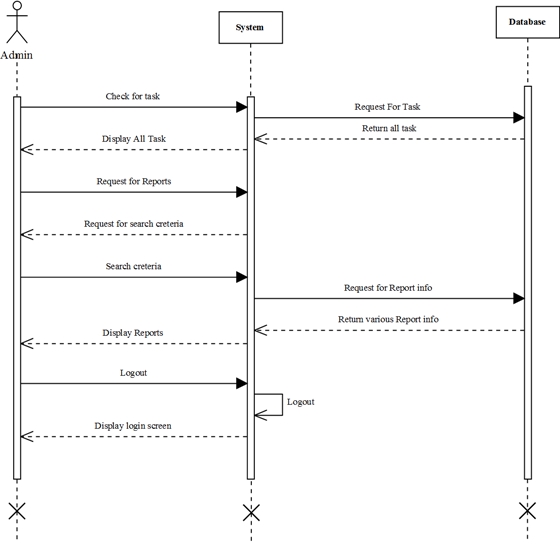 System
Database
Admin
Check for task
Request For Task
Return all task
Display All Task
Request for Reports
Request for search creteria
Search creteria
Request for Report info
Return various Report info
Display Reports
Logout
Logout
Display login screen